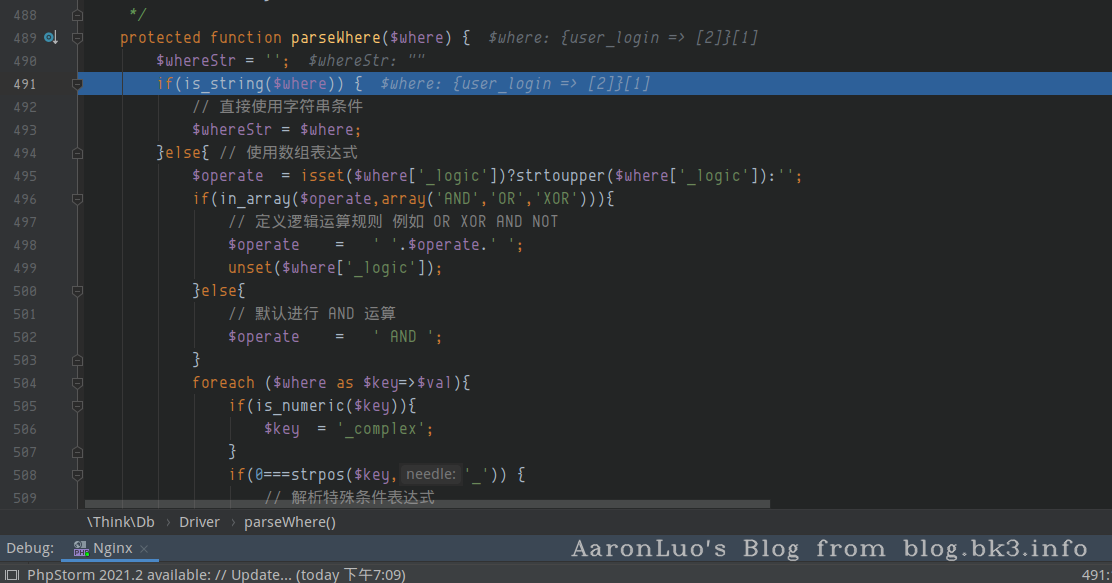 488 */
489 protected function parseWhere($where) { $where: {user_login => [2]}[1]
490 $whereStr = ''; $whereStr: ""
491 if(is_string($where)) { $where: {user_login => [2]}[1]
492 // 直接使用字符串条件
493 $whereStr = $where;
494 }else{ // 使用数组表达式
495 $operate  = isset($where['_logic'])?strtoupper($where['_logic']):'';
496 if(in_array($operate,array('AND','OR','XOR'))){
497 // 定义逻辑运算规则 例如 OR XOR AND NOT
498 $operate    =   ' '.$operate.' ';
499 unset($where['_logic']);
500 }else{
501 // 默认进行 AND 运算
502 $operate    =   ' AND ';
503 }
504 foreach ($where as $key=>$val){
505 if(is_numeric($key)){
506 $key  = '_complex';
507 }
508 if(0===strpos($key, needle: '_')) {
509 // 解析特殊条件表达式
\Think\Db › Driver › parseWhere()
Debug: Nginx ×
AaronLuo's Blog from blog.bk3.info
PhpStorm 2021.2 available: // Update... (today 下午7:09) 491: